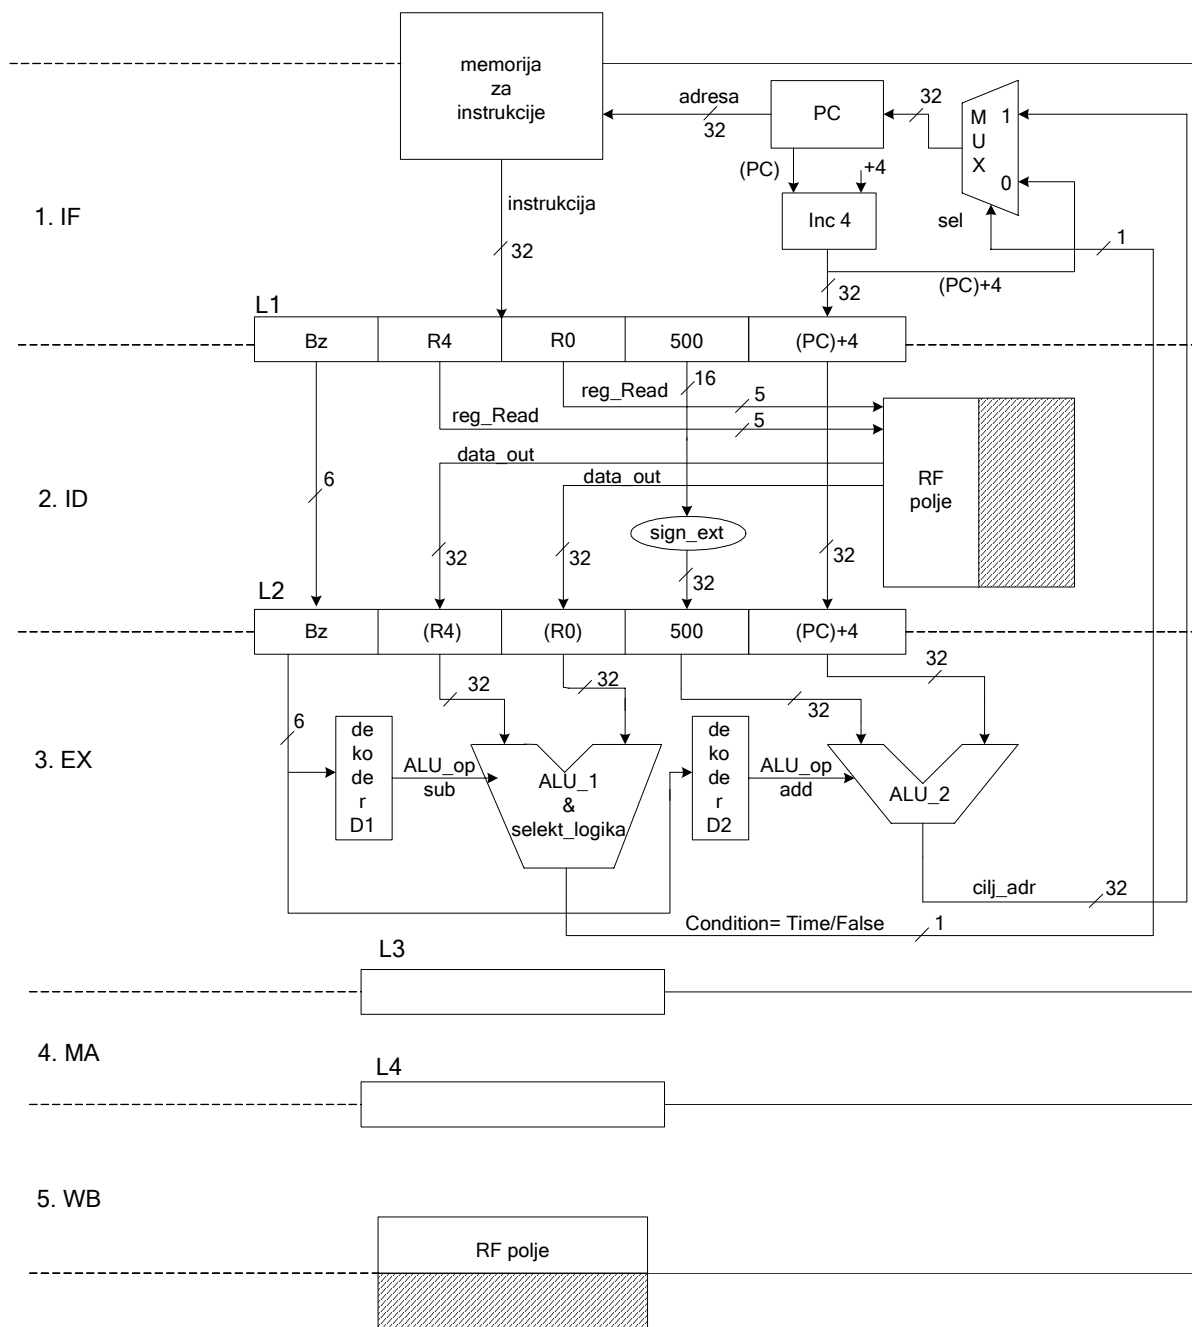 memorija
za
instrukcije
adresa
32
PC
32
M
U
X
1
0
(PC)
+4
1. IF
instrukcija
32
Inc 4
sel
1
32
(PC)+4
L1
Bz R4 R0 500 (PC)+4
16
reg_Read
5
reg_Read
5
data_out
data_out
6
2. ID
RF
polje
sign_ext
32
32
32
32
L2
Bz (R4) (R0) 500 (PC)+4
32
32
32
32
6
3. EX
de
ko
de
r
D1
ALU_op
sub
ALU_1
&
selekt_logika
de
ko
de
r
D2
ALU_op
add
ALU_2
cilj_adr
32
Condition= Time/False
1
L3
4. MA
L4
5. WB
RF polje